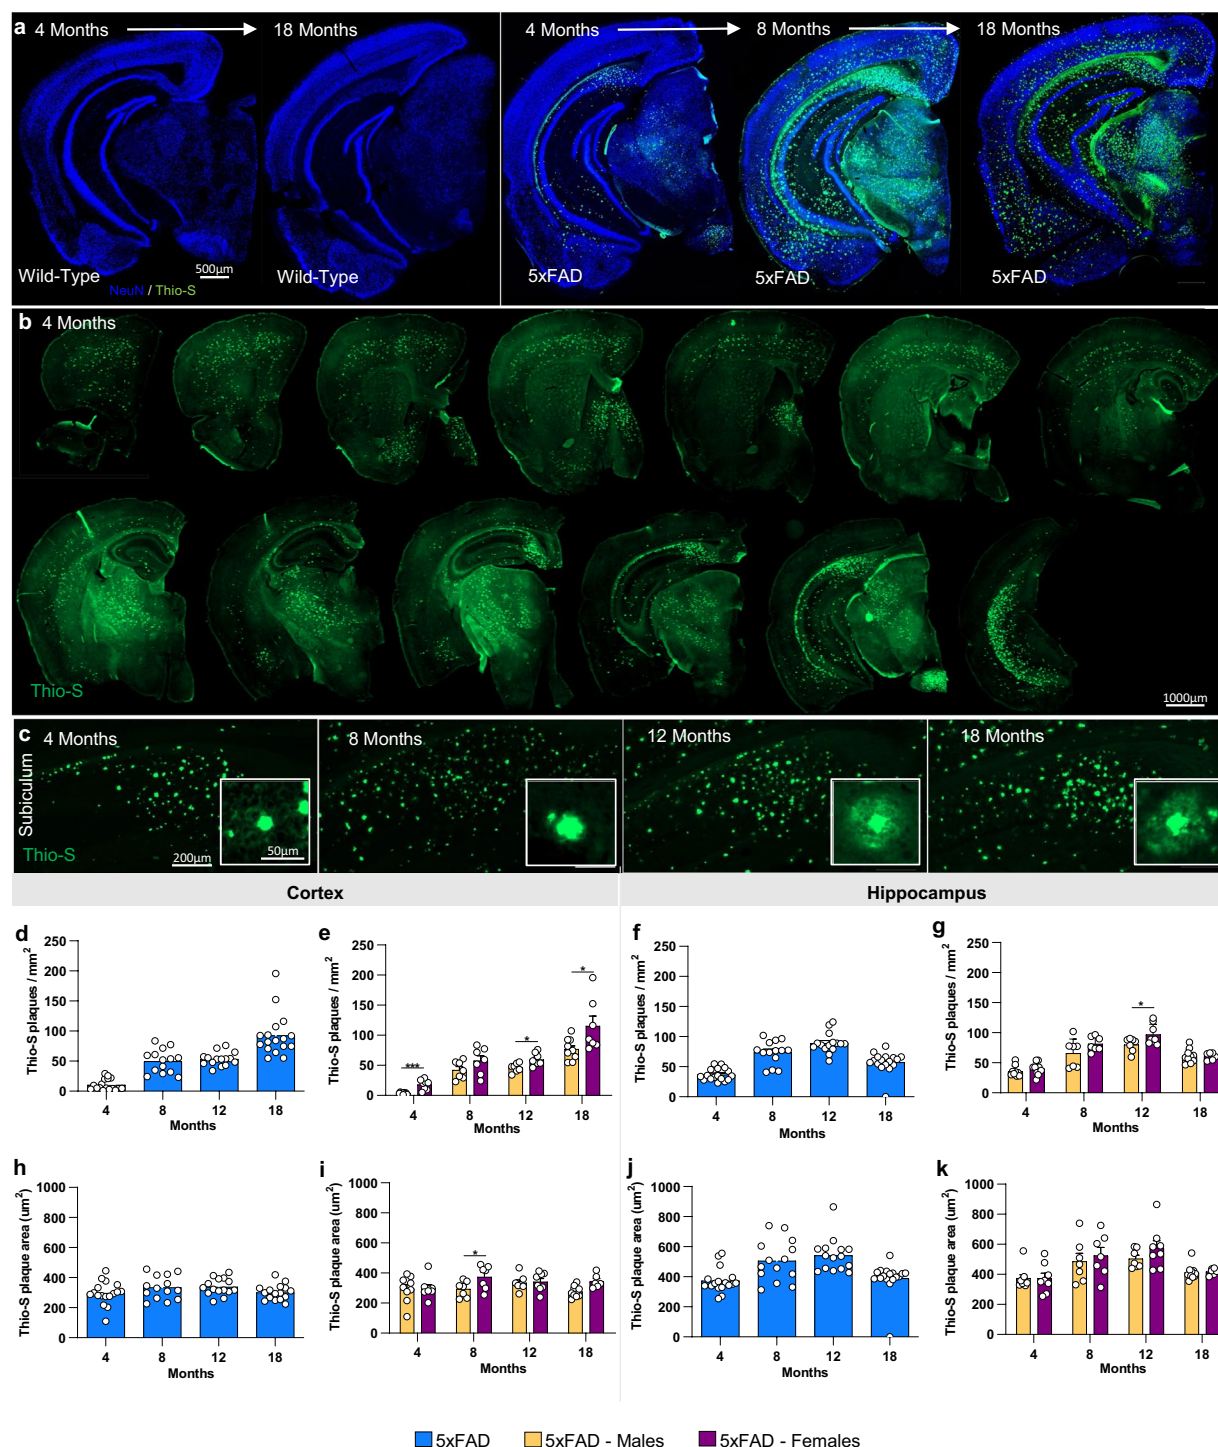 a 4 Months 18 Months 4 Months 8 Months 18 Months
Wild-Type 500µm Wild-Type 5xFAD 5xFAD 5xFAD
NeuN / Thio-S
b 4 Months
Thio-S
1000µm
c 4 Months 8 Months 12 Months 18 Months
Subiculum
Thio-S
200µm 50µm
Cortex Hippocampus
d
Thio-S plaques / mm²
250
200
150
100
50
0
4 8 12 18
Months
e
Thio-S plaques / mm²
250
200
150
100
50
0
*** * *
4 8 12 18
Months
f
Thio-S plaques / mm²
250
200
150
100
50
0
4 8 12 18
Months
g
Thio-S plaques / mm²
250
200
150
100
50
0
*
4 8 12 18
Months
h
Thio-S plaque area (um²)
1000
800
600
400
200
0
4 8 12 18
Months
i
Thio-S plaque area (um²)
1000
800
600
400
200
0
*
4 8 12 18
Months
j
Thio-S plaque area (um²)
1000
800
600
400
200
0
4 8 12 18
Months
k
Thio-S plaque area (um²)
1000
800
600
400
200
0
4 8 12 18
Months
5xFAD 5xFAD - Males 5xFAD - Females